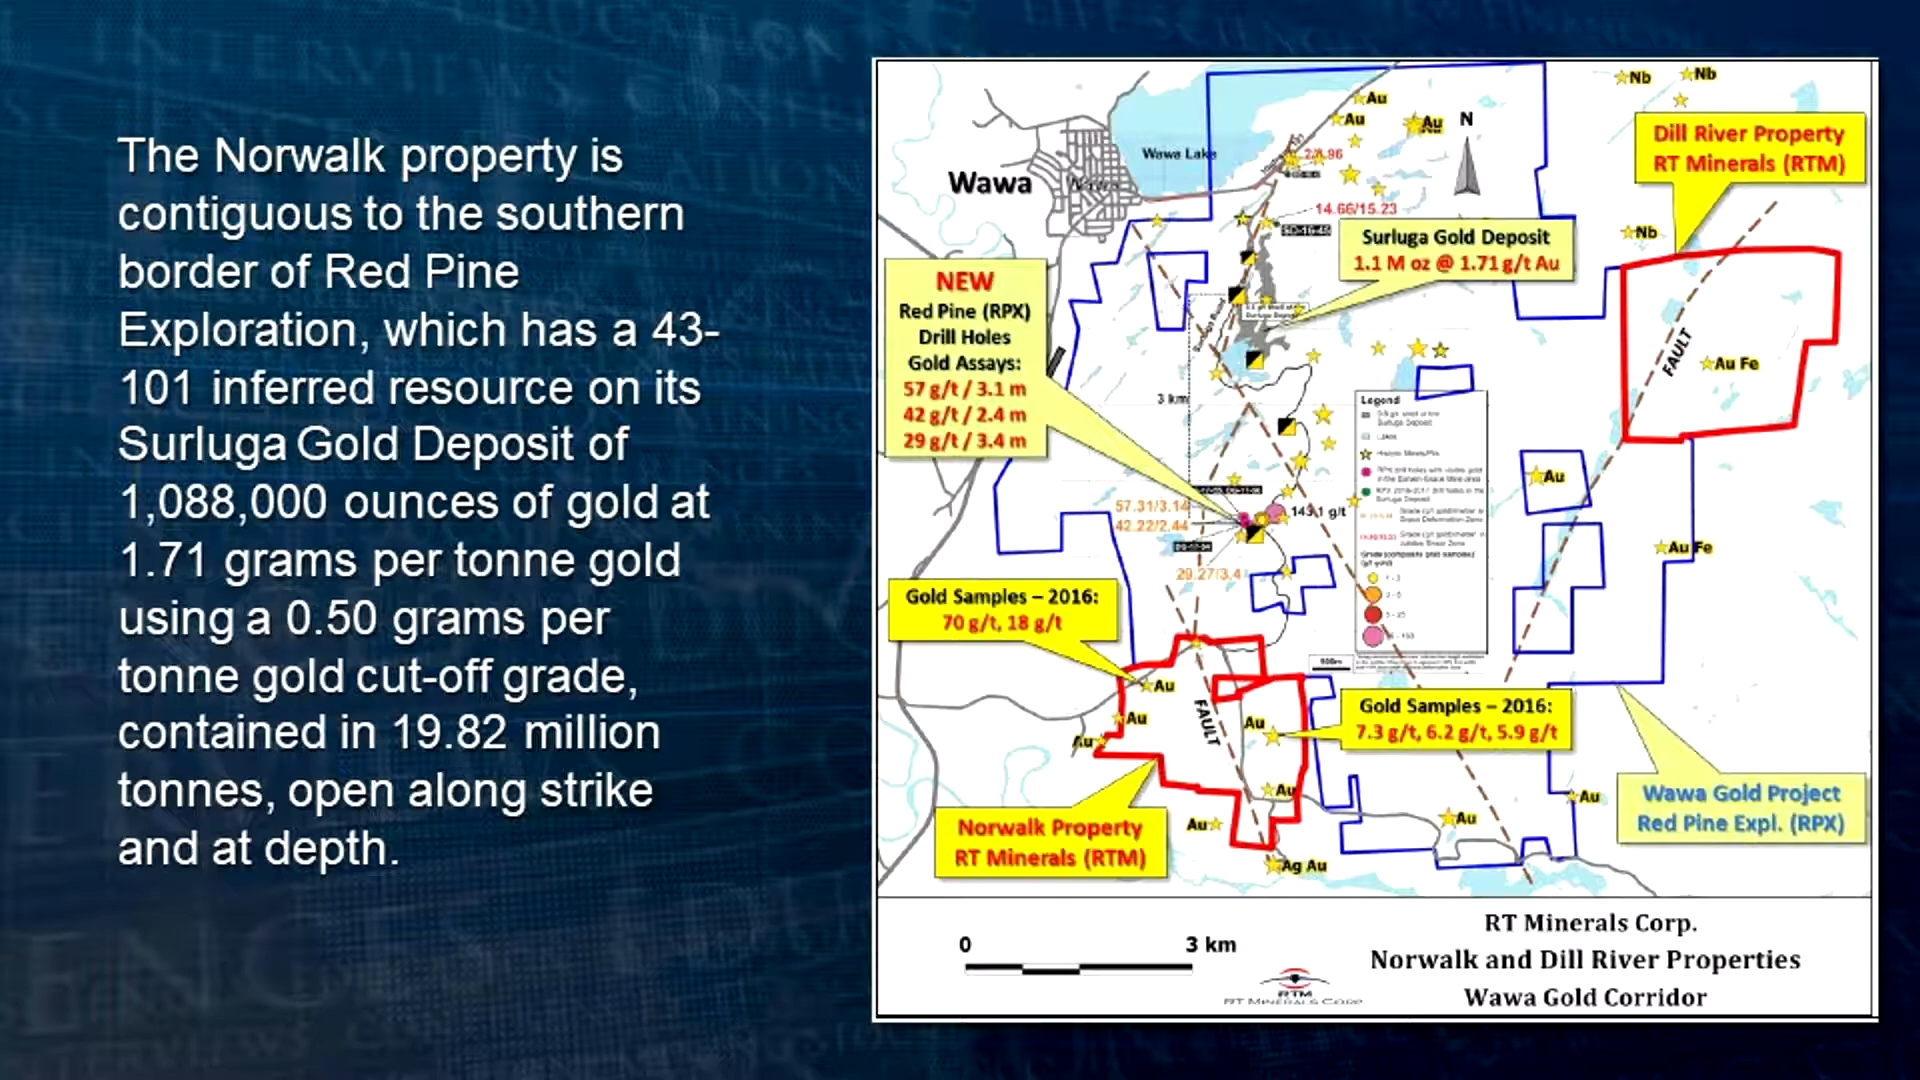 The Norwalk property is
contiguous to the southern
border of Red Pine
Exploration, which has a 43-
101 inferred resource on its
Surluga Gold Deposit of
1,088,000 ounces of gold at
1.71 grams per tonne gold
using a 0.50 grams per
tonne gold cut-off grade,
contained in 19.82 million
tonnes, open along strike
and at depth.
Nb
Nb
Au
Au
Au
N
Dill River Property
RT Minerals (RTM)
Wawa Lake
Wawa
14.66/15.23
Nb
Surluga Gold Deposit
1.1 M oz @ 1.71 g/t Au
NEW
Red Pine (RPX)
Drill Holes
Gold Assays:
57 g/t / 3.1 m
42 g/t / 2.4 m
29 g/t / 3.4 m
FAULT
Au Fe
3 km
Legend
Au
57.31/3.14
42.22/2.44
143.1 g/t
Au Fe
29.27/3.4
Gold Samples – 2016:
70 g/t, 18 g/t
Au
Au
Au
FAULT
Au
Gold Samples – 2016:
7.3 g/t, 6.2 g/t, 5.9 g/t
Au
Au
Au
Au
Ag Au
Norwalk Property
RT Minerals (RTM)
Wawa Gold Project
Red Pine Expl. (RPX)
0
3 km
RTM
RT MINERALS CORP
RT Minerals Corp.
Norwalk and Dill River Properties
Wawa Gold Corridor